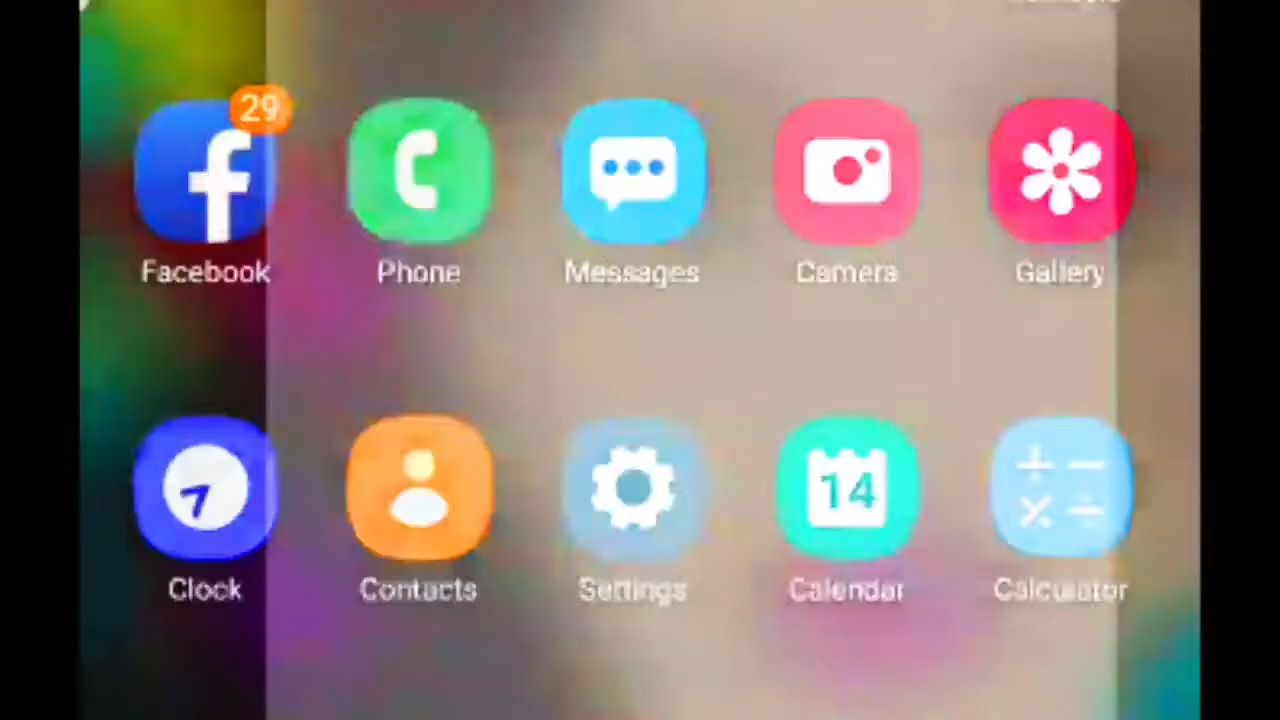 29
Facebook Phone Messages Camera Gallery
14
Clock Contacts Settings Calendar Calculator